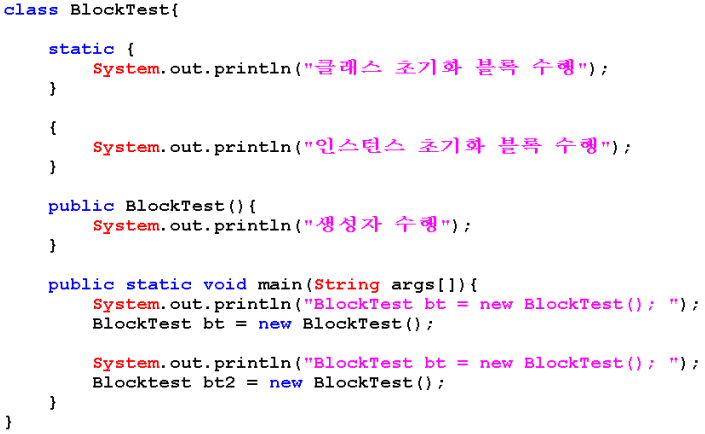 class BlockTest{
static {
System.out.println("클래스 초기화 블록 수행");
}
{
System.out.println("인스턴스 초기화 블록 수행");
}
public BlockTest(){
System.out.println("생성자 수행");
}
public static void main(String args[]){
System.out.println("BlockTest bt = new BlockTest(); ");
BlockTest bt = new BlockTest();
System.out.println("BlockTest bt = new BlockTest(); ");
Blocktest bt2 = new BlockTest();
}
}